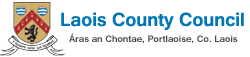 Laois County Council
Áras an Chontae, Portlaoise, Co. Laois